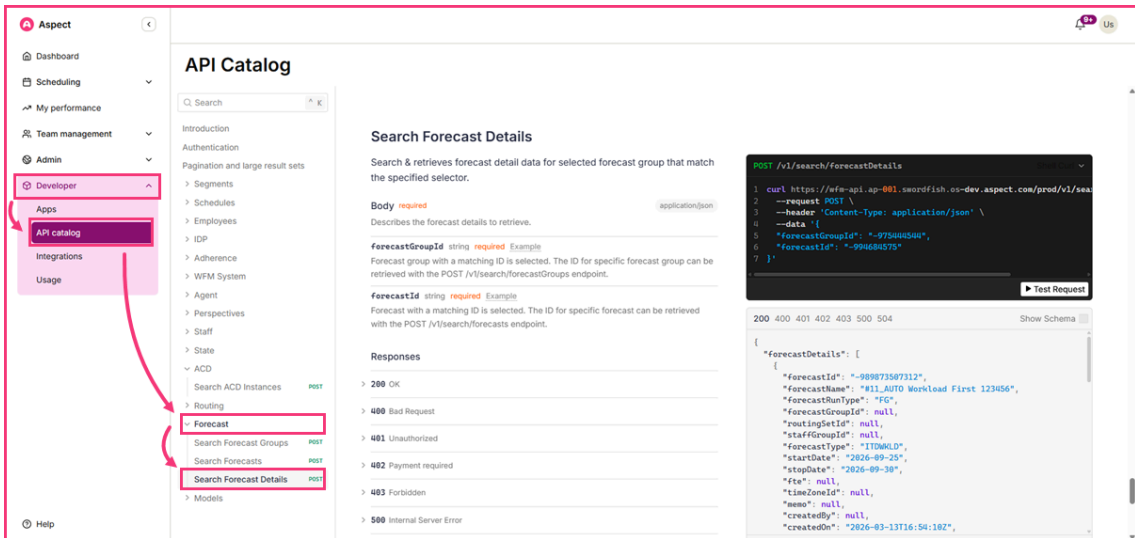 Aspect
Dashboard
Scheduling
My performance
Team management
Admin
Developer
Apps
API catalog
Integrations
Usage
Help
9+
Us
API Catalog
Search
^ K
Introduction
Authentication
Pagination and large result sets
Segments
Schedules
Employees
IDP
Adherence
WFM System
Agent
Perspectives
Staff
State
ACD
Search ACD Instances POST
Routing
Forecast
Search Forecast Groups POST
Search Forecasts POST
Search Forecast Details POST
Models
Search Forecast Details
Search & retrieves forecast detail data for selected forecast group that match
the specified selector.
Body required application/json
Describes the forecast details to retrieve.
forecastGroupId string required Example
Forecast group with a matching ID is selected. The ID for specific forecast group can be
retrieved with the POST /v1/search/forecastGroups endpoint.
forecastId string required Example
Forecast with a matching ID is selected. The ID for specific forecast can be retrieved
with the POST /v1/search/forecasts endpoint.
Responses
200 OK
400 Bad Request
401 Unauthorized
402 Payment required
403 Forbidden
500 Internal Server Error
POST /v1/search/forecastDetails
1 curl https://wfm-api.ap-001.swordfish.os-dev.aspect.com/prod/v1/sea
2 --request POST \
3 --header 'Content-Type: application/json' \
4 --data '{
5 "forecastGroupId": "-975444544",
6 "forecastId": "-994684575"
7 }'
Test Request
200 400 401 402 403 500 504 Show Schema
{
"forecastDetails": [
{
"forecastId": "-989873507312",
"forecastName": "#11_AUTO Workload First 123456",
"forecastRunType": "FG",
"forecastGroupId": null,
"routingSetId": null,
"staffGroupId": null,
"forecastType": "ITDWKLD",
"startDate": "2026-09-25",
"stopDate": "2026-09-30",
"fte": null,
"timeZoneId": null,
"memo": null,
"createdBy": null,
"createdOn": "2026-03-13T16:54:10Z",